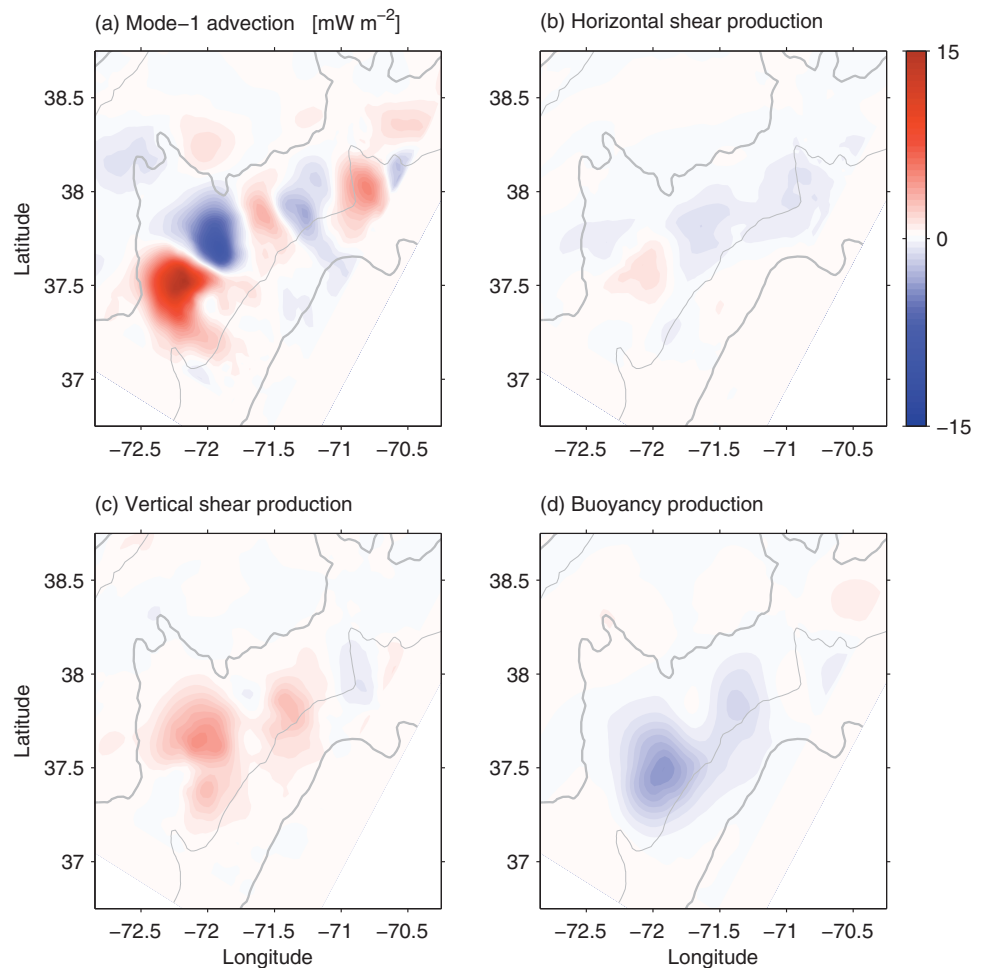 (a) Mode−1 advection [mW m−2]
(b) Horizontal shear production
38.5
38
37.5
37
Latitude
−72.5 −72 −71.5 −71 −70.5
38.5
38
37.5
37
−72.5 −72 −71.5 −71 −70.5
15
0
−15
(c) Vertical shear production
(d) Buoyancy production
38.5
38
37.5
37
Latitude
−72.5 −72 −71.5 −71 −70.5
Longitude
38.5
38
37.5
37
−72.5 −72 −71.5 −71 −70.5
Longitude